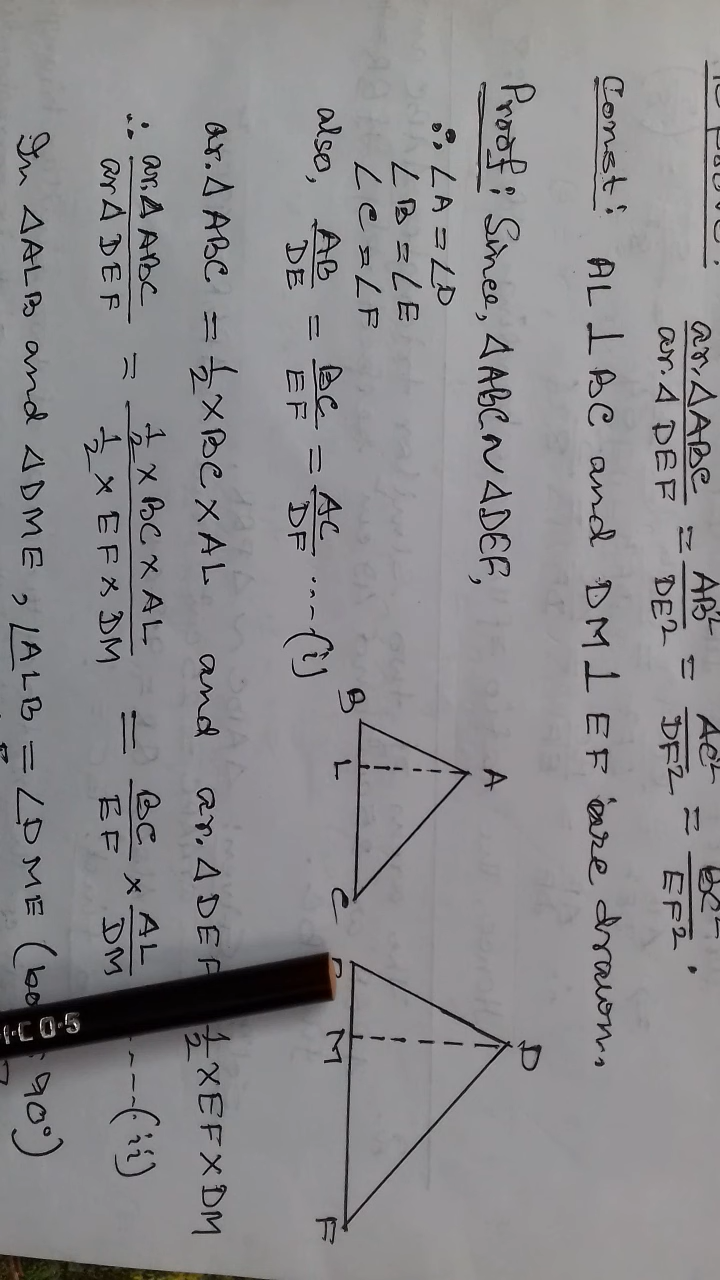 ar. ΔABC / ar. Δ DEF = AB² / DE² = AC² / DF² = BC² / EF² .
Const: AL ⊥ BC and DM ⊥ EF are drawn.
Proof: Since, ΔABC ~ ΔDEF,
∴ ∠A = ∠D
∠B = ∠E
∠C = ∠F
also, AB / DE = BC / EF = AC / DF ...(i)
A
B
L
C
D
M
F
ar. Δ ABC = 1/2 × BC × AL and ar. Δ DEF 1/2 × EF × DM
∴ ar. ΔABC / ar Δ DEF = 1/2 × BC × AL / 1/2 × EF × DM = BC / EF × AL / DM ...(ii)
In ΔALB and ΔDME, ∠ALB = ∠DME ( 90°)
0.5